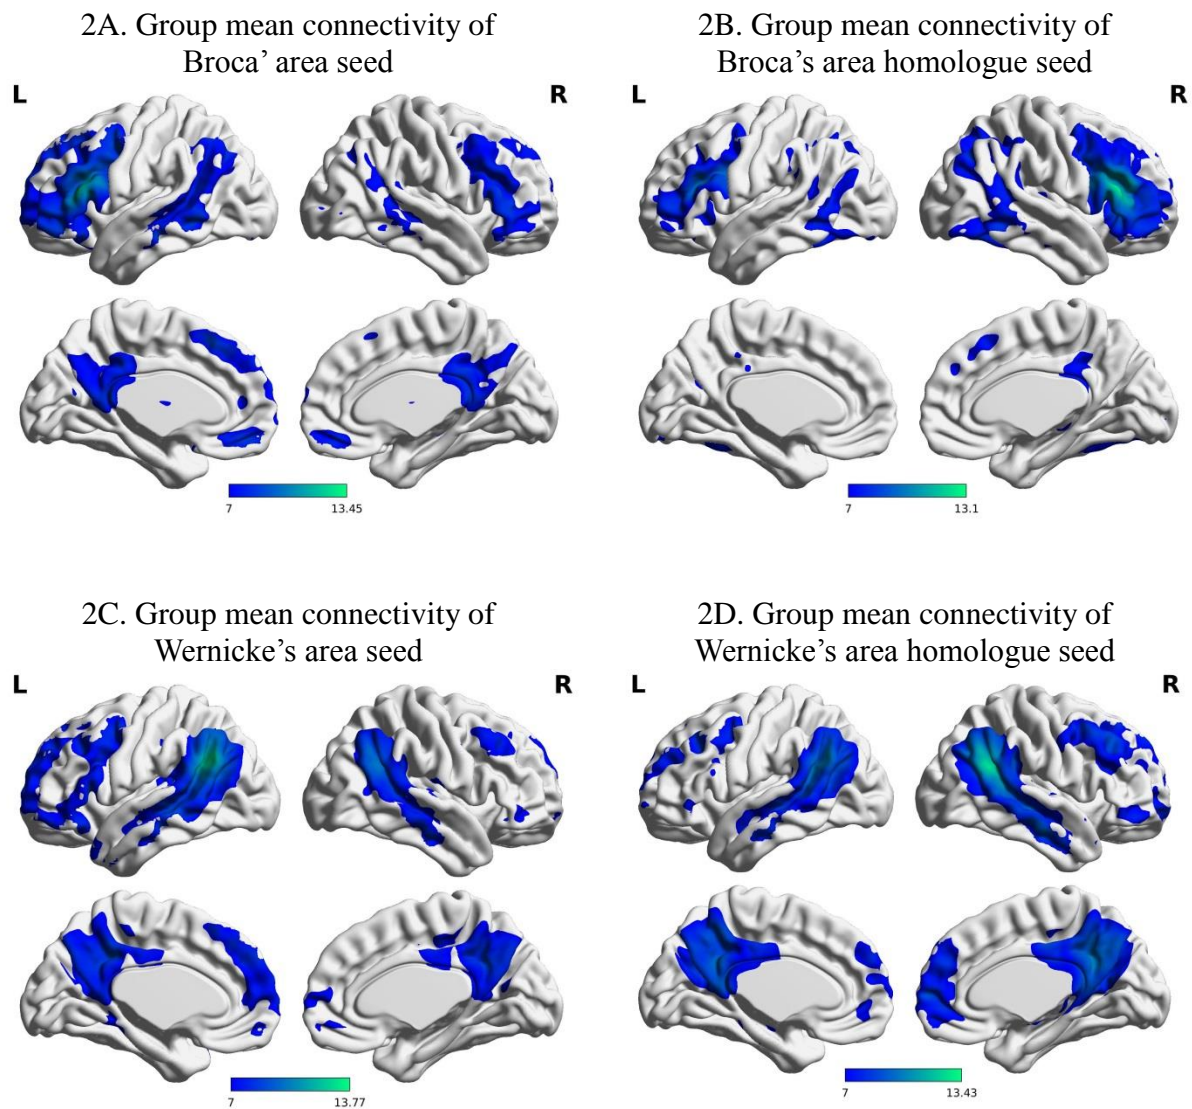 2A. Group mean connectivity of
Broca’ area seed
L
R
7
13.45
2B. Group mean connectivity of
Broca’s area homologue seed
L
R
7
13.1
2C. Group mean connectivity of
Wernicke’s area seed
L
R
7
13.77
2D. Group mean connectivity of
Wernicke’s area homologue seed
L
R
7
13.43